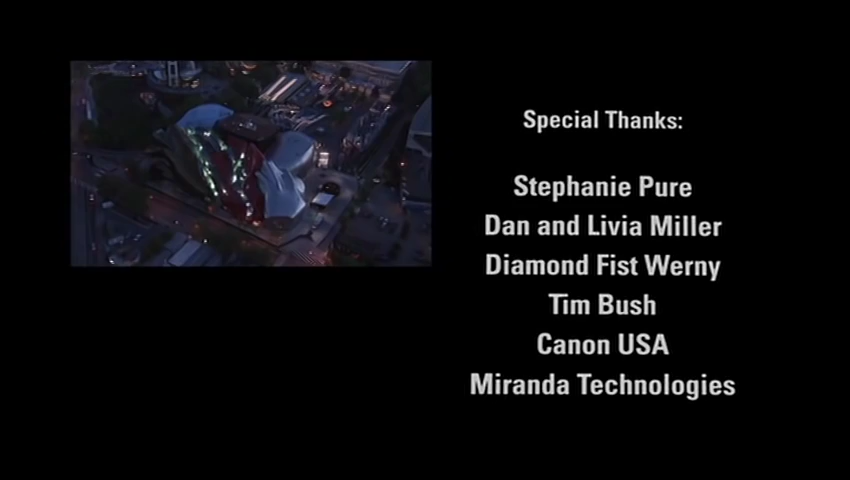 Special Thanks:
Stephanie Pure
Dan and Livia Miller
Diamond Fist Werny
Tim Bush
Canon USA
Miranda Technologies